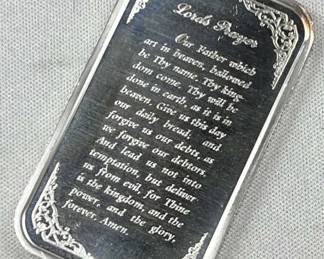 Lords Prayer
Our Father which
art in heaven, hallowed
be Thy name. Thy king
dom come. Thy will be
done in earth, as it is in
heaven. Give us this day
our daily bread, and
forgive us our debts, as
we forgive our debtors.
And lead us not into
temptation, but deliver
us from evil, for Thine
is the kingdom, and the
power, and the glory,
forever. Amen.